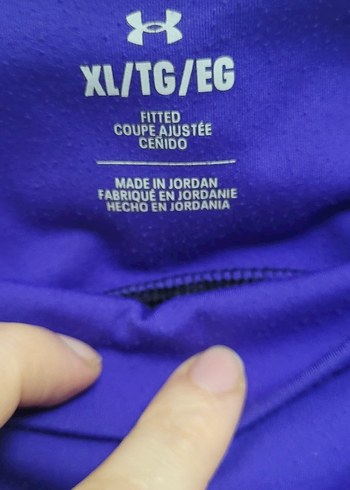 XL/TG/EG
FITTED
COUPE AJUSTÉE
CEÑIDO
MADE IN JORDAN
FABRIQUÉ EN JORDANIE
HECHO EN JORDANIA